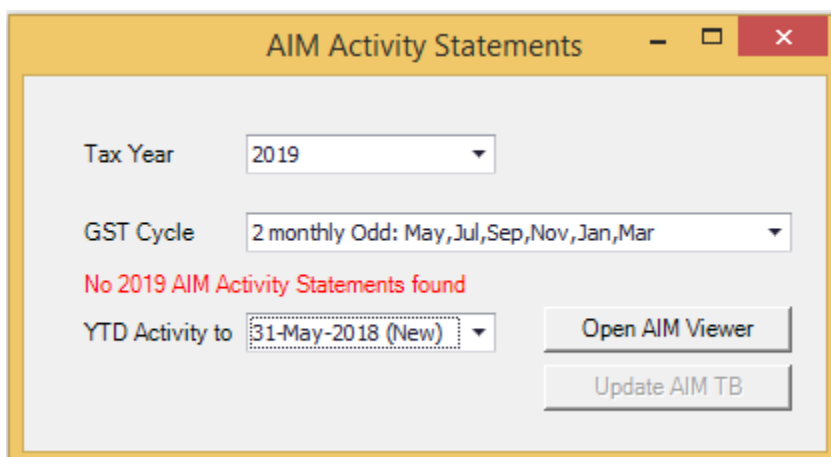 AIM Activity Statements
Tax Year 2019
GST Cycle 2 monthly Odd: May,Jul,Sep,Nov,Jan,Mar
No 2019 AIM Activity Statements found
YTD Activity to 31-May-2018 (New) Open AIM Viewer
Update AIM TB